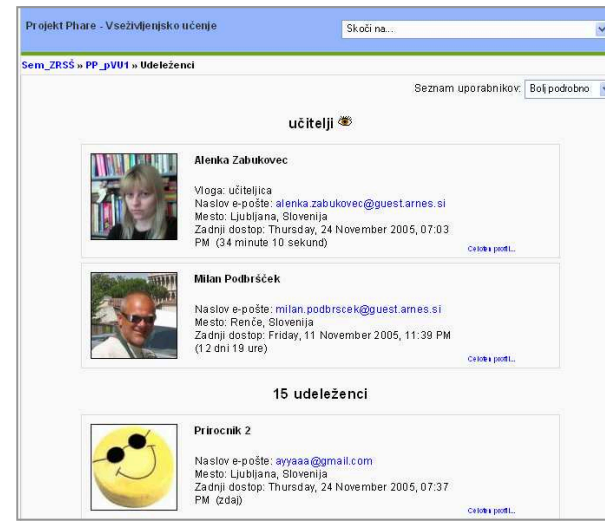 Projekt Phare - Vseživljenjsko učenje
Skoči na...
Sem_ZRSŠ » PP_pVU1 » Udeleženci
Seznam uporabnikov: Bolj podrobno
učitelji
Alenka Zabukovec
Vloga: učiteljica
Naslov e-pošte: alenka.zabukovec@guest.arnes.si
Mesto: Ljubljana, Slovenija
Zadnji dostop: Thursday, 24 November 2005, 07:03
PM (34 minute 10 sekund)
Celoten profil...
Milan Podbršček
Naslov e-pošte: milan.podbrscek@guest.arnes.si
Mesto: Renče, Slovenija
Zadnji dostop: Friday, 11 November 2005, 11:39 PM
(12 dni 19 ure)
Celoten profil...
15 udeleženci
Prirocnik 2
Naslov e-pošte: ayyaaa@gmail.com
Mesto: Ljubljana, Slovenija
Zadnji dostop: Thursday, 24 November 2005, 07:37
PM (zdaj)
Celoten profil...